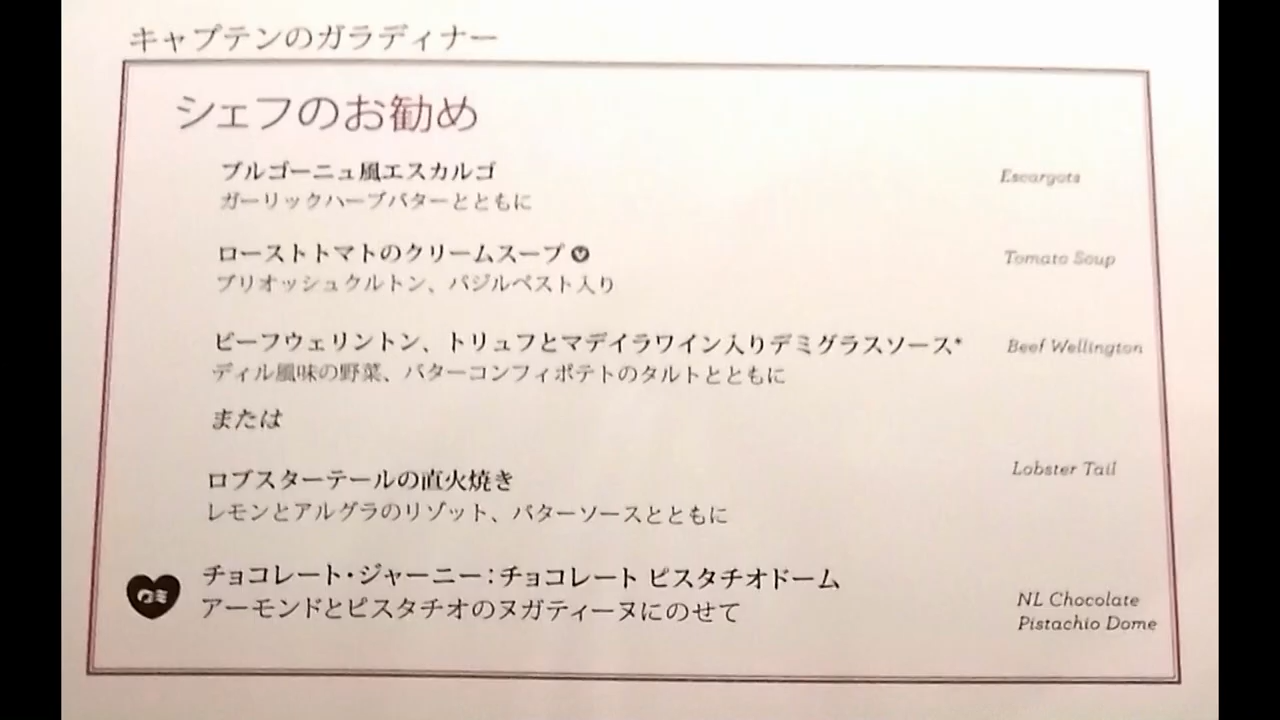 キャプテンのガラディナー
シェフのお勧め
ブルゴーニュ風エスカルゴ
Escargots
ガーリックハーブバターとともに
ローストトマトのクリームスープ
Tomato Soup
ブリオッシュクルトン、バジルペスト入り
ビーフウェリントン、トリュフとマデイラワイン入りデミグラスソース*
Beef Wellington
ディル風味の野菜、バターコンフィポテトのタルトとともに
または
ロブスターテールの直火焼き
Lobster Tail
レモンとアルグラのリゾット、バターソースとともに
チョコレート・ジャーニー：チョコレート ピスタチオドーム
アーモンドとピスタチオのヌガティーヌにのせて
NL Chocolate
Pistachio Dome